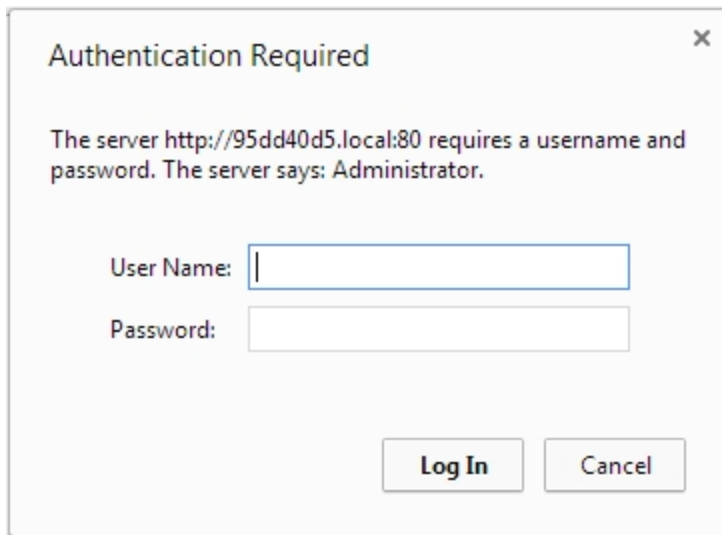 Authentication Required
The server http://95dd40d5.local:80 requires a username and
password. The server says: Administrator.
User Name:
Password:
Log In Cancel